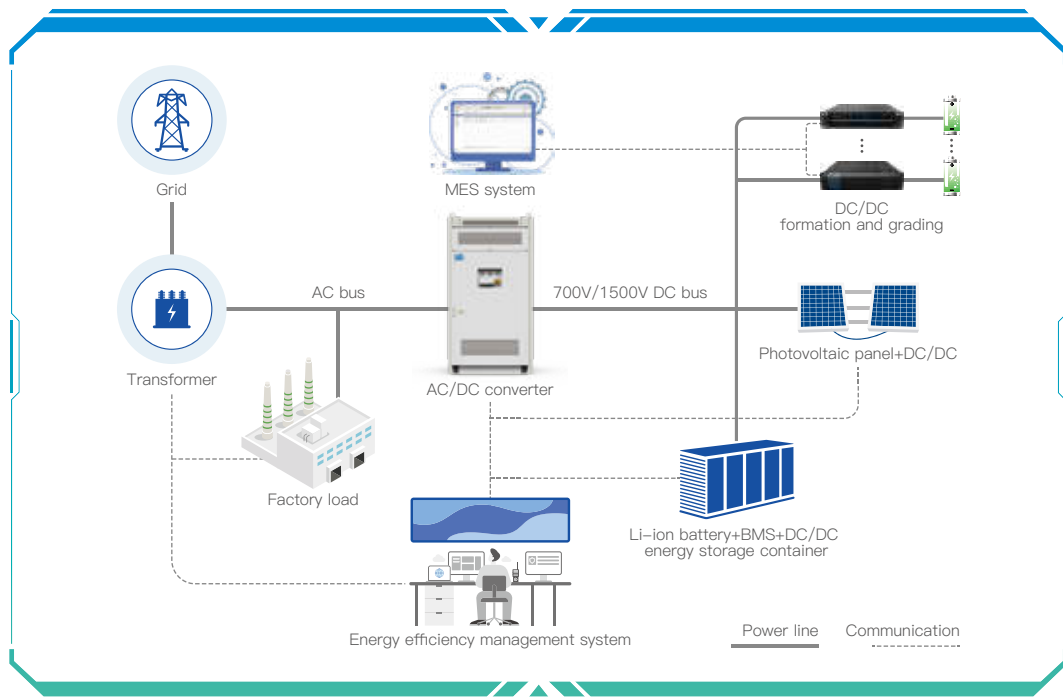 Grid
MES system
DC/DC
formation and grading
AC bus
700V/1500V DC bus
Transformer
AC/DC converter
Photovoltaic panel+DC/DC
Factory load
Li-ion battery+BMS+DC/DC
energy storage container
Energy efficiency management system
Power line
Communication